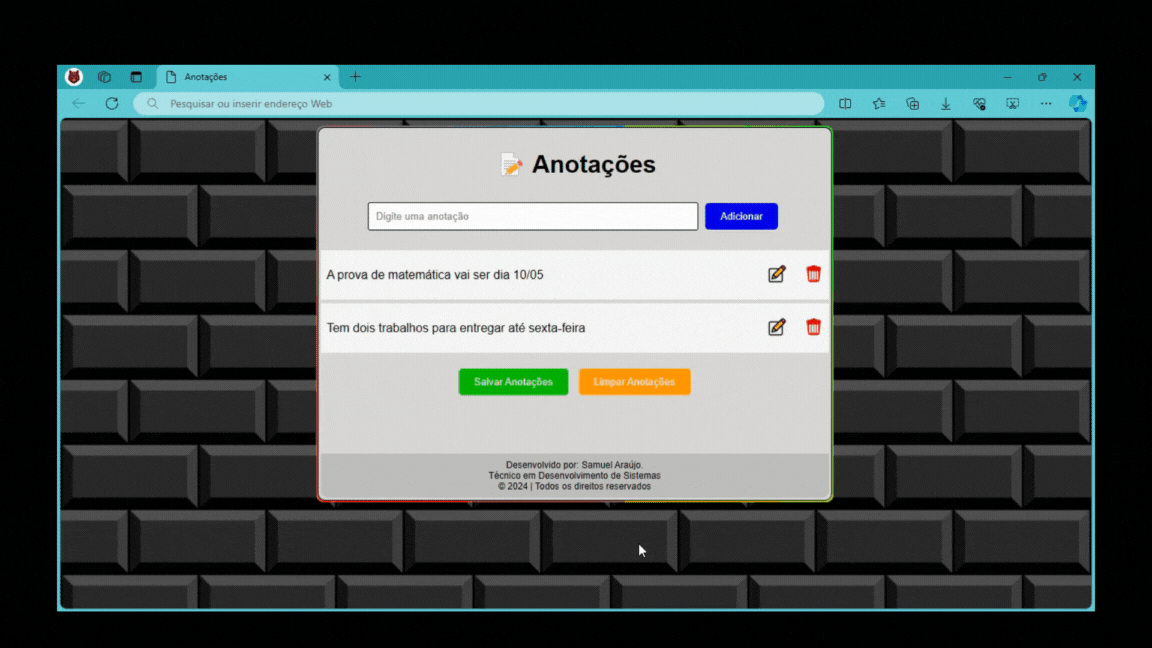 Anotações
Pesquisar ou inserir endereço Web
Anotações
Digite uma anotação
Adicionar
A prova de matemática vai ser dia 10/05
Tem dois trabalhos para entregar até sexta-feira
Salvar Anotações
Limpar Anotações
Desenvolvido por: Samuel Araújo.
Técnico em Desenvolvimento de Sistemas
© 2024 | Todos os direitos reservados